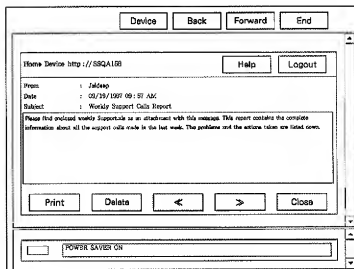 Device Back Forward End
Home Device http://SSQA158 Help Logout
From : Jaideep
Date : 09/19/1997 09:57 AM
Subject : Weekly Support Calls Report
Please find enclosed weekly Supportcalls as an attachment with this message. This report contains the complete
information about all the support calls made in the last week. The problems and the actions taken are listed down.
Print Delete ≪ ≫ Close
POWER SAVER ON